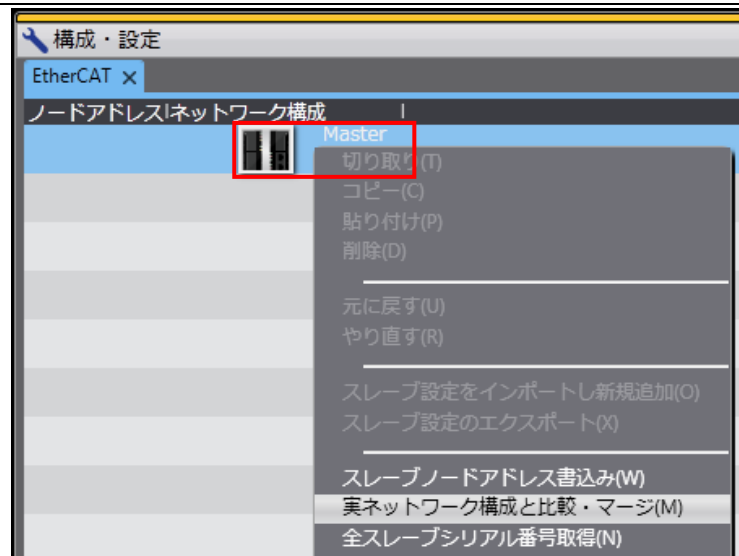 構成・設定
EtherCAT ×
ノードアドレス|ネットワーク構成
Master
切り取り(T)
コピー(C)
貼り付け(P)
削除(D)
元に戻す(U)
やり直す(R)
スレーブ設定をインポートし新規追加(O)
スレーブ設定のエクスポート(X)
スレーブノードアドレス書込み(W)
実ネットワーク構成と比較・マージ(M)
全スレーブシリアル番号取得(N)